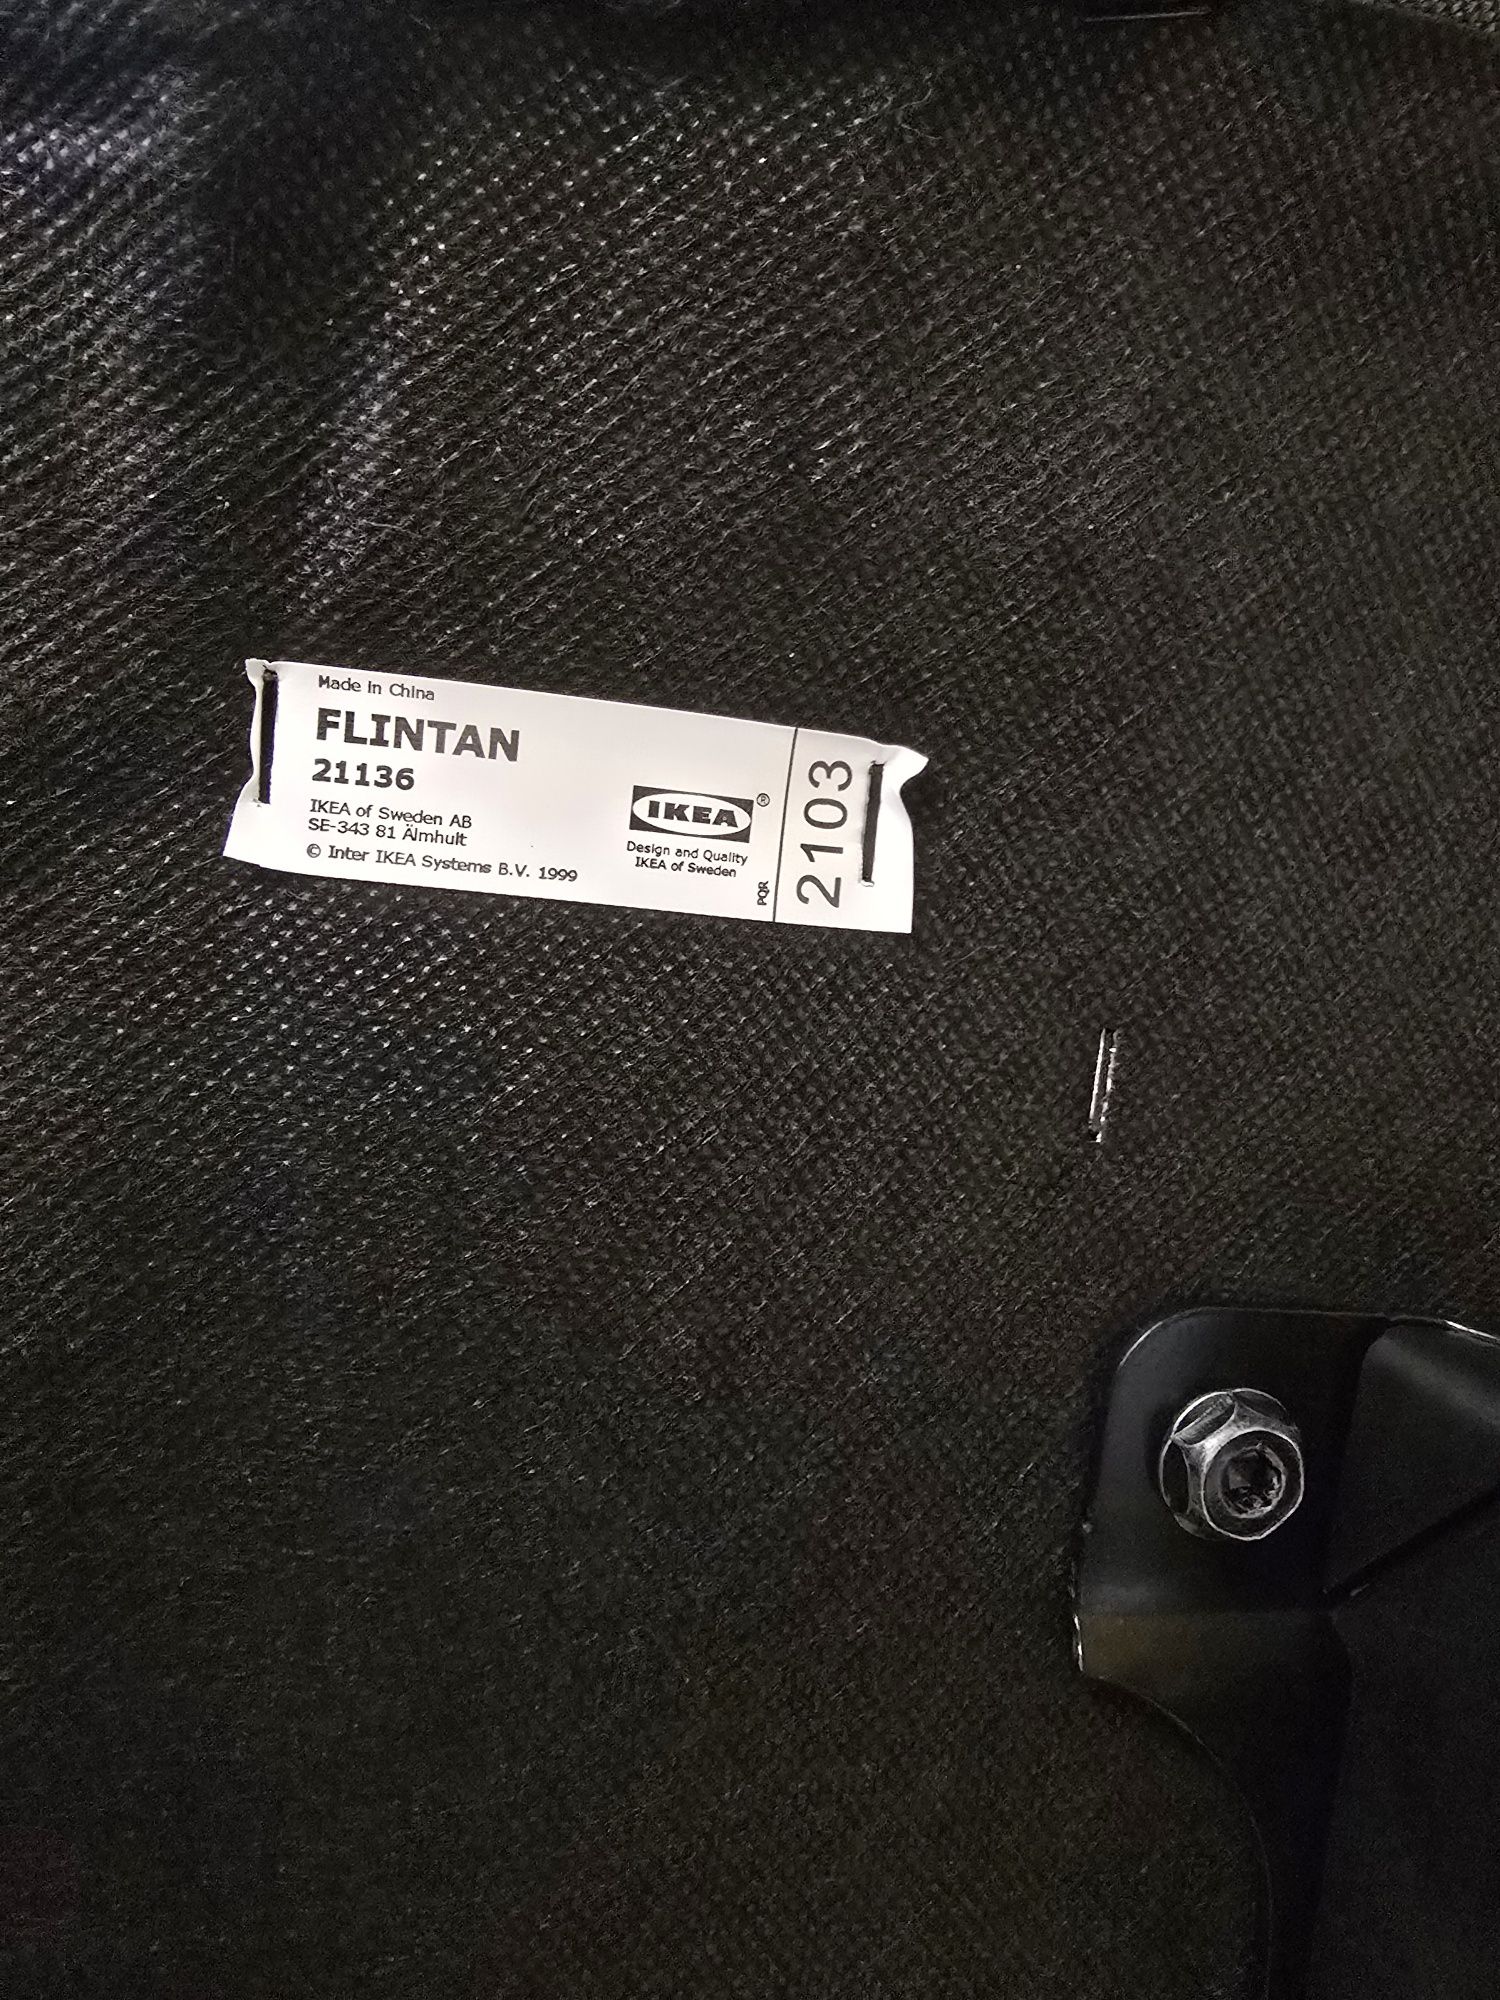 Made in China
FLINTAN
21136
IKEA of Sweden AB
SE-343 81 Älmhult
© Inter IKEA Systems B.V. 1999
IKEA®
Design and Quality
IKEA of Sweden
PQR
2103